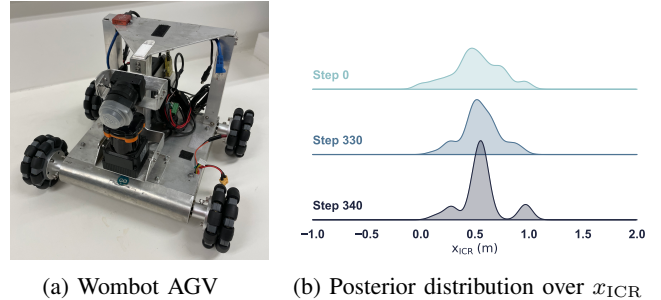 Step 0
Step 330
Step 340
−1.0 −0.5 0.0 0.5 1.0 1.5 2.0
xICR (m)
(a) Wombot AGV (b) Posterior distribution over xICR